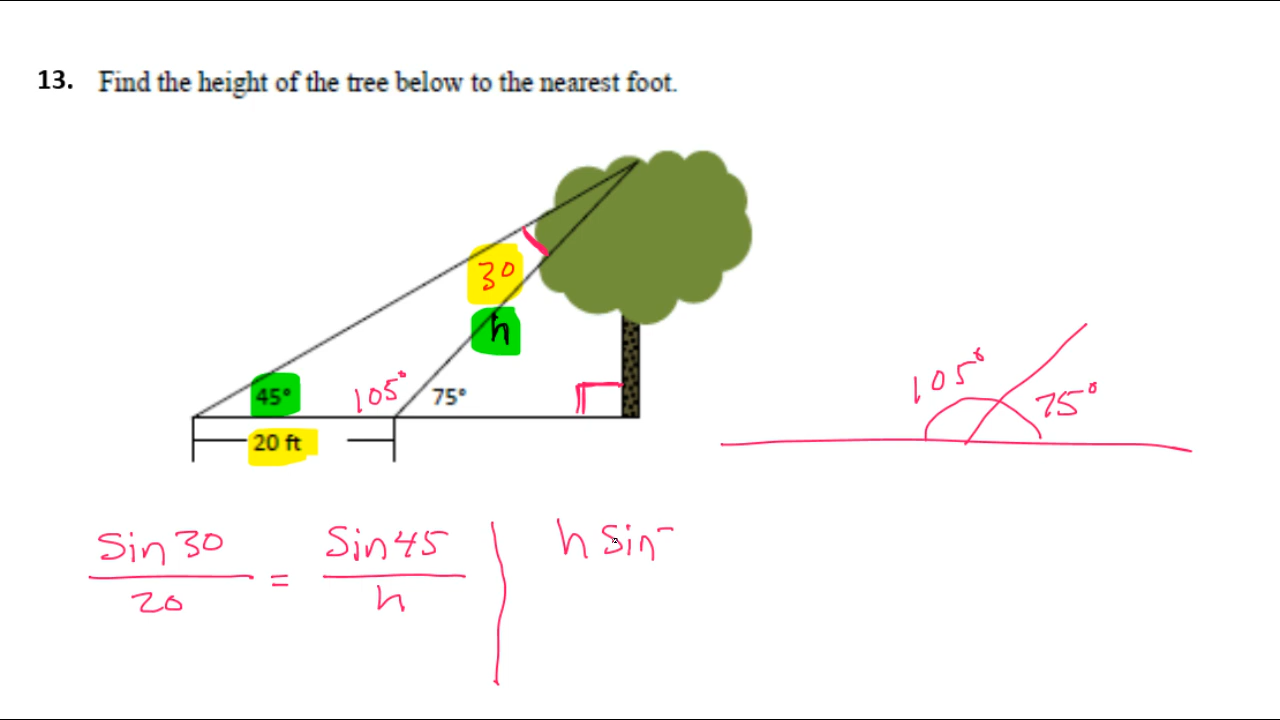 13. Find the height of the tree below to the nearest foot.
30
h
45°
105°
75°
20 ft
105°
75°
Sin 30
20
=
Sin 45
h
h Sin